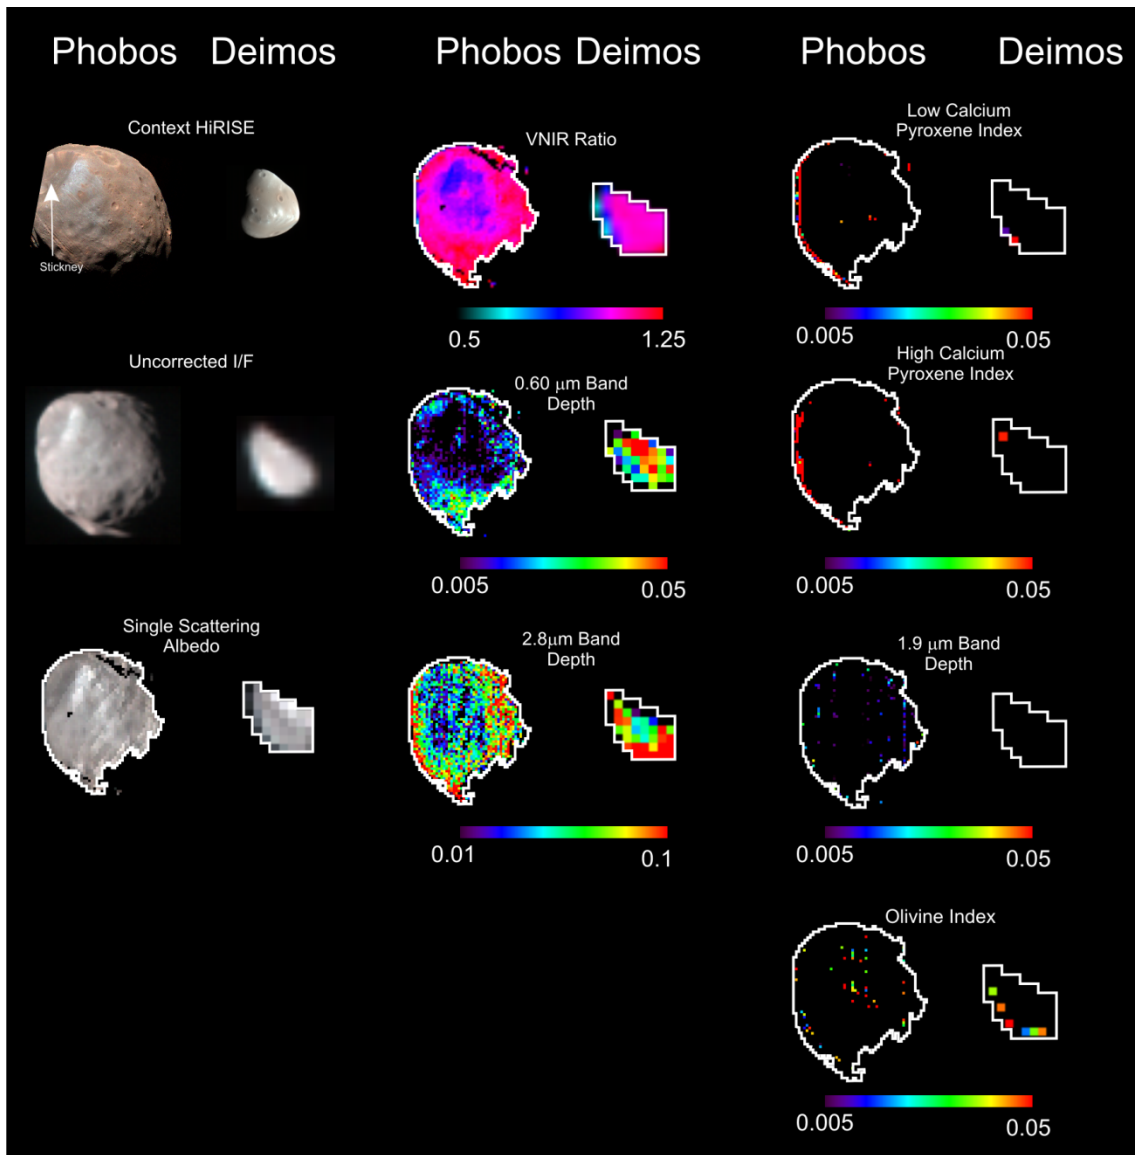 Phobos Deimos
Context HiRISE
Stickney
Uncorrected I/F
Single Scattering
Albedo
Phobos Deimos
VNIR Ratio
0.5 1.25
0.60 μm Band
Depth
0.005 0.05
2.8μm Band
Depth
0.01 0.1
Phobos Deimos
Low Calcium
Pyroxene Index
0.005 0.05
High Calcium
Pyroxene Index
0.005 0.05
1.9 μm Band
Depth
0.005 0.05
Olivine Index
0.005 0.05